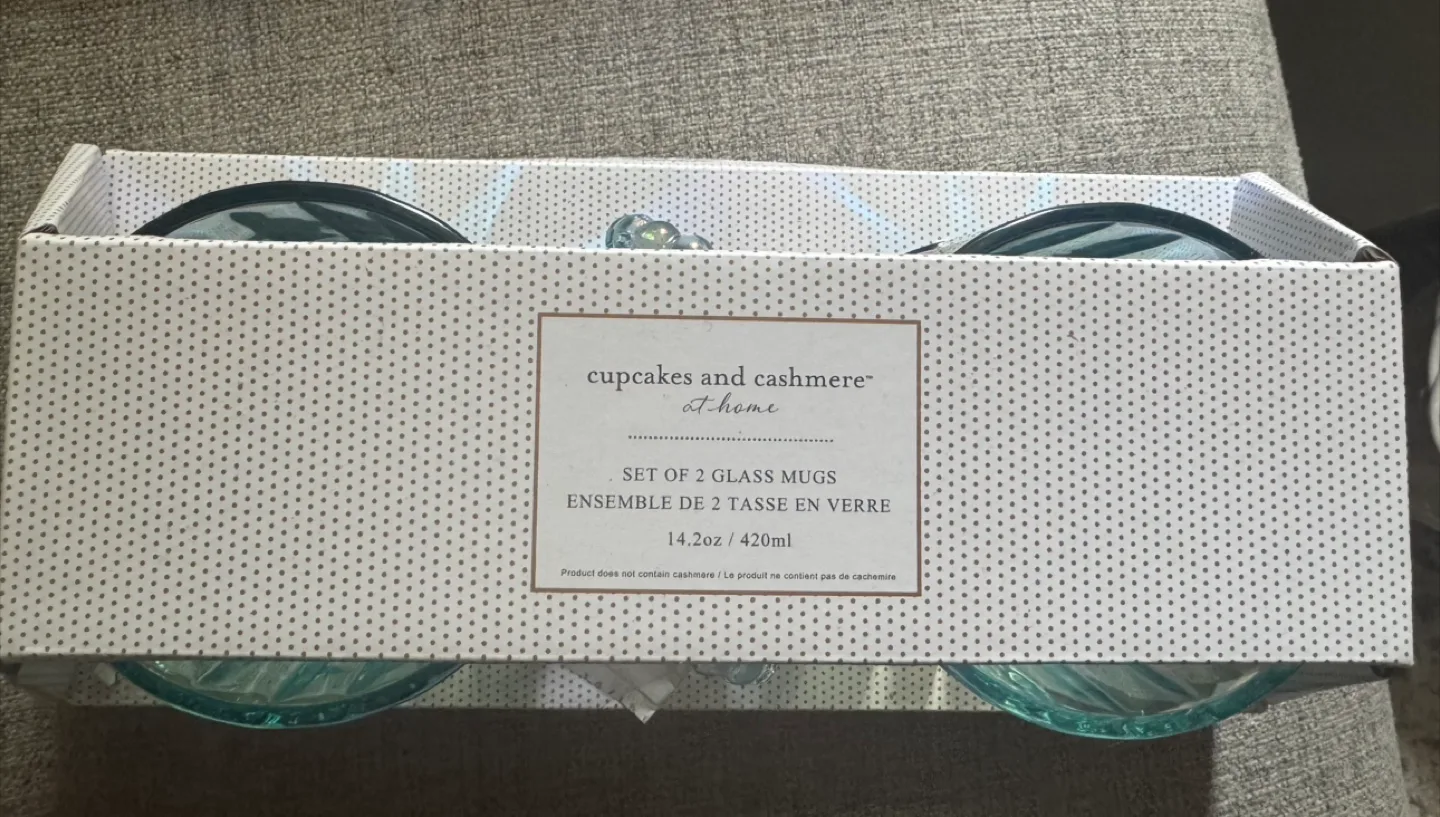 cupcakes and cashmere™
at home
SET OF 2 GLASS MUGS
ENSEMBLE DE 2 TASSE EN VERRE
14.2oz / 420ml
Product does not contain cashmere / Le produit ne contient pas de cachemire